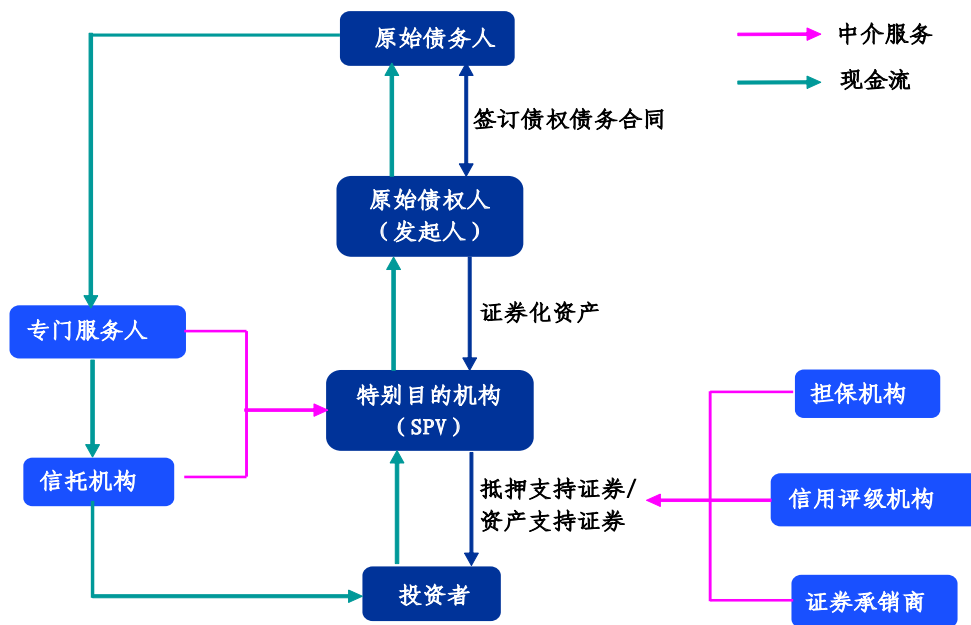 原始债务人
中介服务
现金流
签订债权债务合同
原始债权人
（发起人）
证券化资产
专门服务人
特别目的机构
（SPV）
担保机构
信托机构
抵押支持证券/
资产支持证券
信用评级机构
投资者
证券承销商